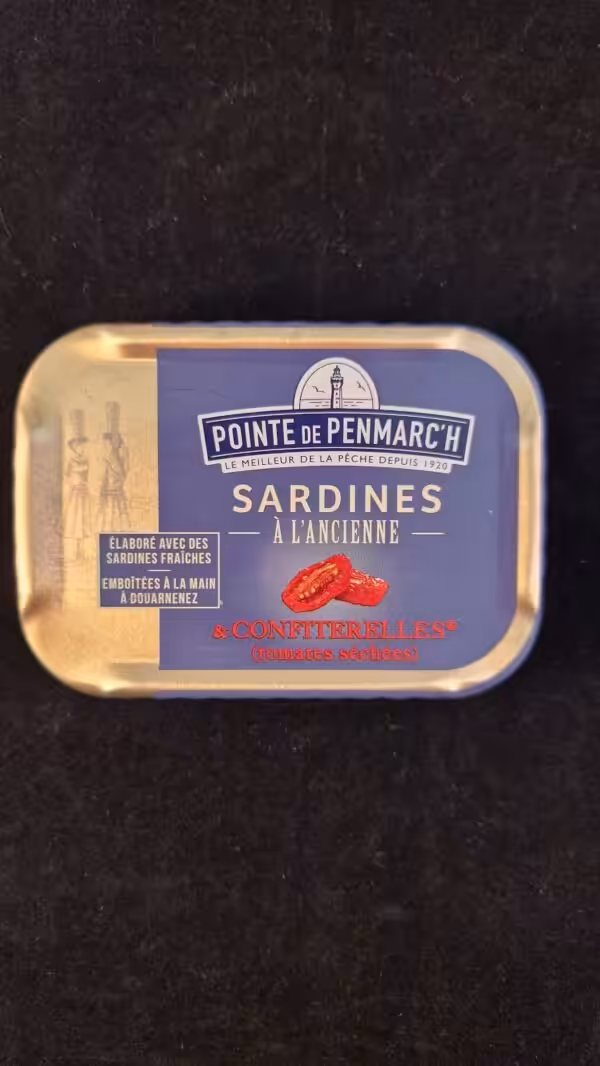 POINTE DE PENMARC'H
LE MEILLEUR DE LA PÊCHE DEPUIS 1920
SARDINES
À L'ANCIENNE
ÉLABORÉ AVEC DES
SARDINES FRAÎCHES
EMBOÎTÉES À LA MAIN
À DOUARNENEZ
& CONFITERELLES®
(tomates séchées)